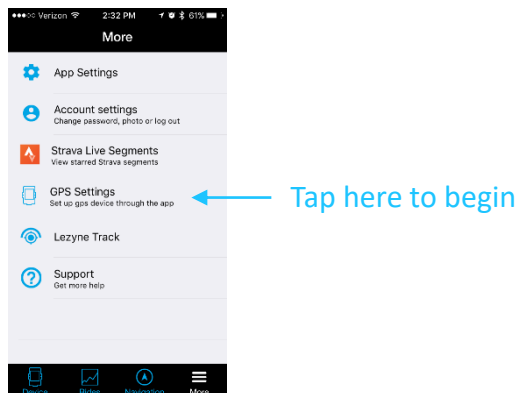 Verizon 2:32 PM 61%
More
App Settings
Account settings
Change password, photo or log out
Strava Live Segments
View starred Strava segments
GPS Settings
Set up gps device through the app
Tap here to begin
Lezyne Track
Support
Get more help
Device Rides Navigation More